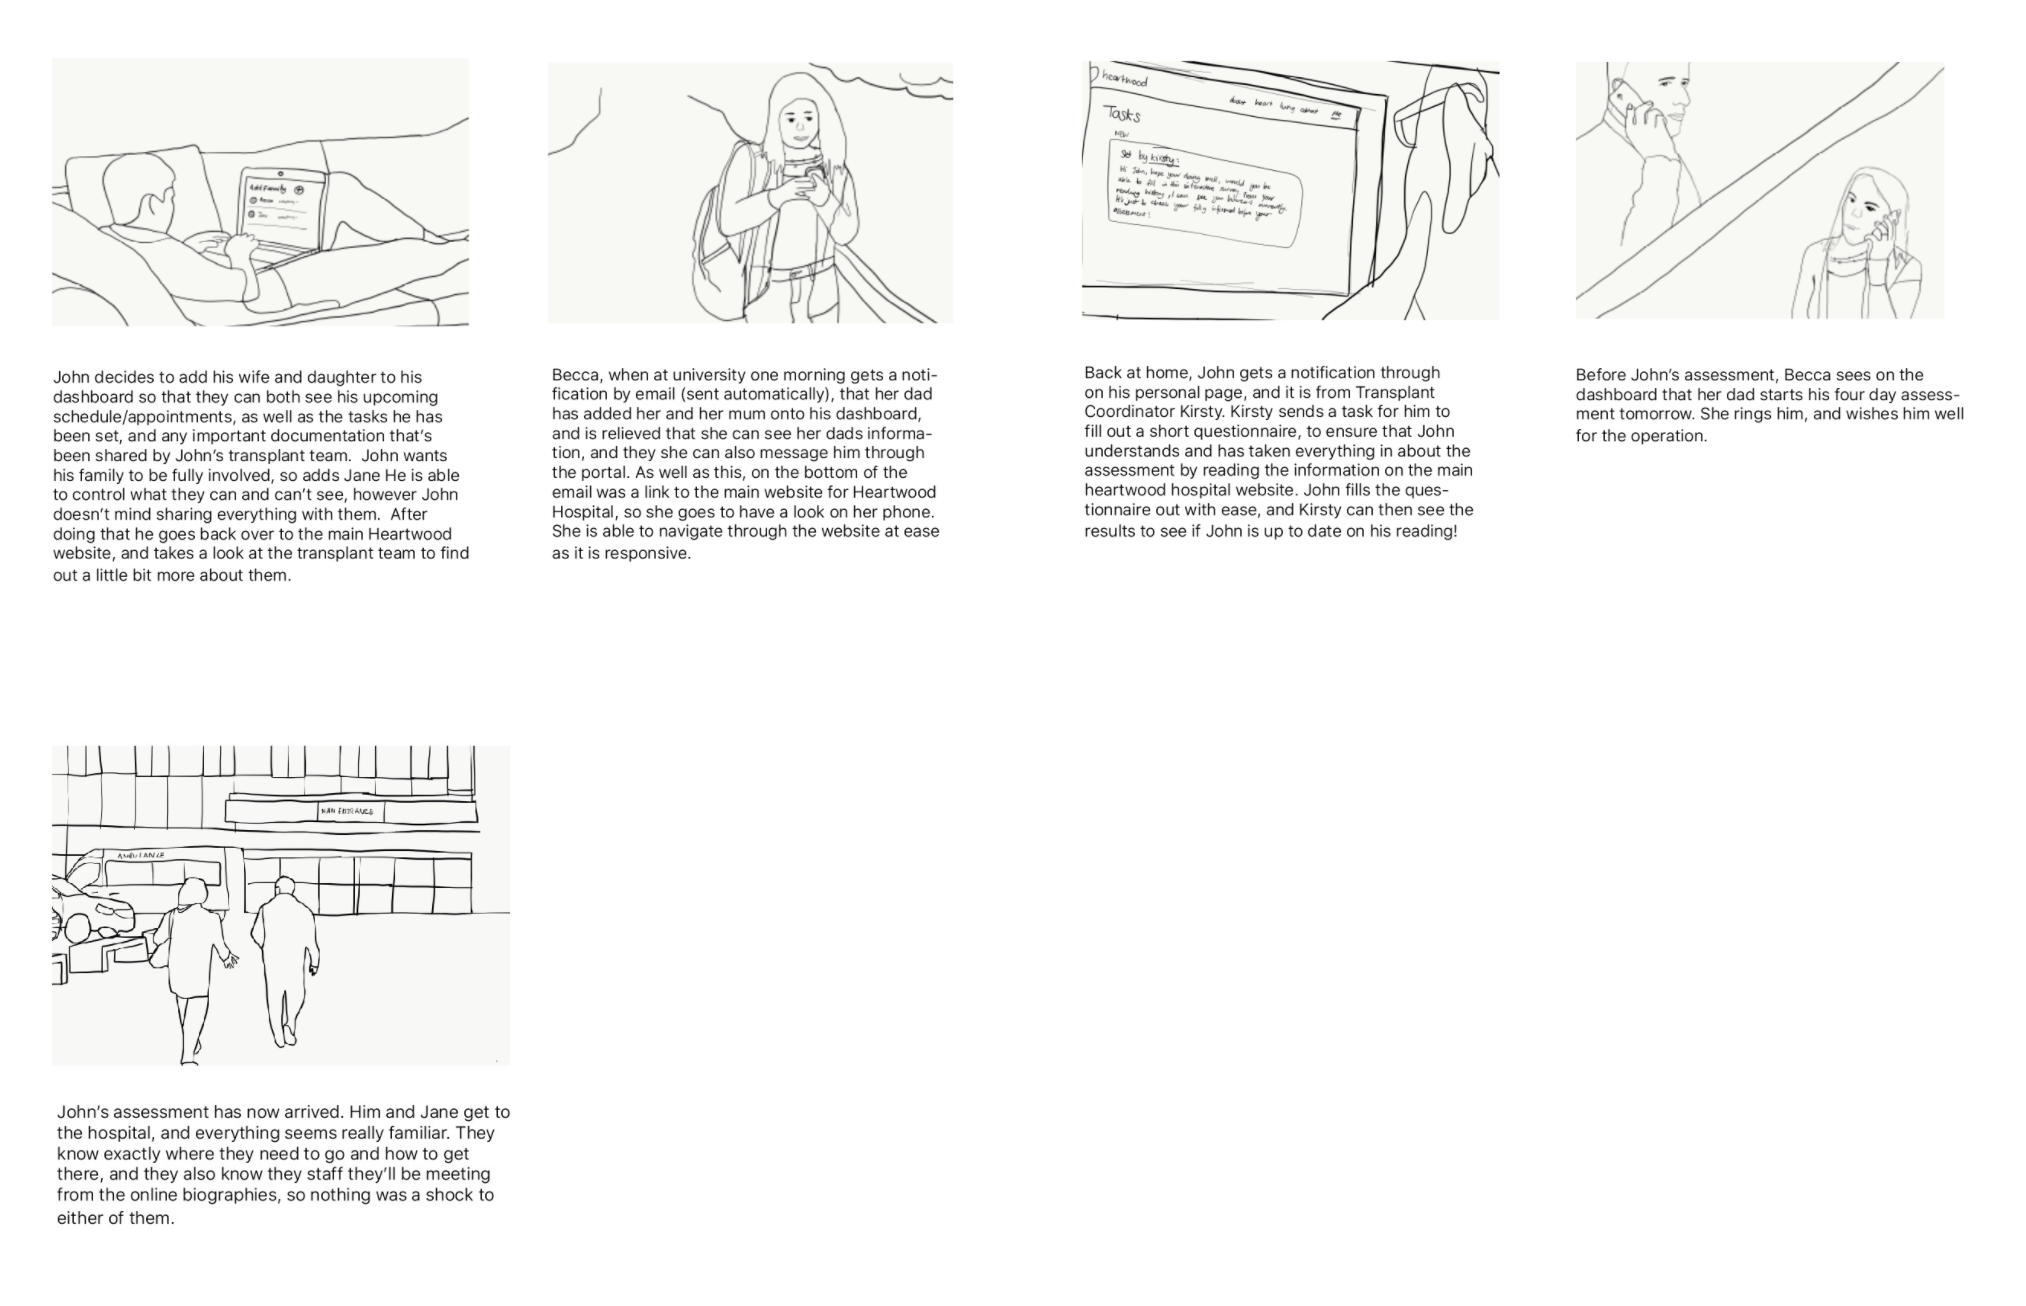 Add Family
heartwood
about heart lung contact me
Tasks
NEW
Set by Kirsty:
Hi John, hope your doing well, would you be
able to fill in this
reading history, I can see you
It's just to check your fully informed before your
assessment!
John decides to add his wife and daughter to his
dashboard so that they can both see his upcoming
schedule/appointments, as well as the tasks he has
been set, and any important documentation that's
been shared by John's transplant team.  John wants
his family to be fully involved, so adds Jane He is able
to control what they can and can't see, however John
doesn't mind sharing everything with them.  After
doing that he goes back over to the main Heartwood
website, and takes a look at the transplant team to find
out a little bit more about them.
Becca, when at university one morning gets a noti-
fication by email (sent automatically), that her dad
has added her and her mum onto his dashboard,
and is relieved that she can see her dads informa-
tion, and they she can also message him through
the portal. As well as this, on the bottom of the
email was a link to the main website for Heartwood
Hospital, so she goes to have a look on her phone.
She is able to navigate through the website at ease
as it is responsive.
Back at home, John gets a notification through
on his personal page, and it is from Transplant
Coordinator Kirsty. Kirsty sends a task for him to
fill out a short questionnaire, to ensure that John
understands and has taken everything in about the
assessment by reading the information on the main
heartwood hospital website. John fills the ques-
tionnaire out with ease, and Kirsty can then see the
results to see if John is up to date on his reading!
Before John's assessment, Becca sees on the
dashboard that her dad starts his four day assess-
ment tomorrow. She rings him, and wishes him well
for the operation.
MAIN ENTRANCE
AMBULANCE
John's assessment has now arrived. Him and Jane get to
the hospital, and everything seems really familiar. They
know exactly where they need to go and how to get
there, and they also know they staff they'll be meeting
from the online biographies, so nothing was a shock to
either of them.